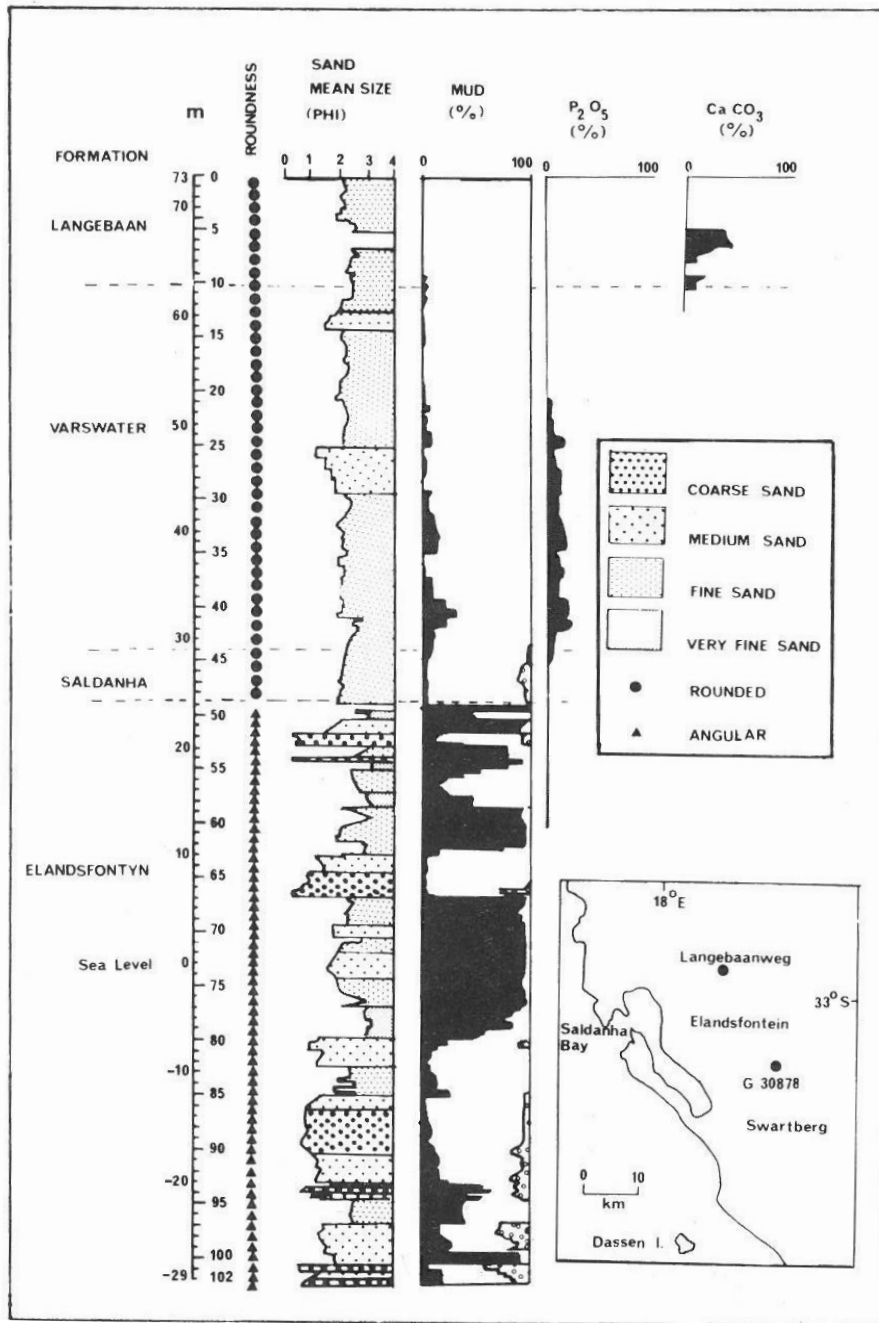 SAND
MEAN SIZE
(PHI)
MUD
(%)
P2O5
(%)
Ca CO3
(%)
m
ROUNDNESS
FORMATION
0 1 2 3 4
0 100
100
0 100
73 0
70
LANGEBAAN
5
10
60
15
20
VARSWATER
50
25
30
40
35
40
30
45
SALDANHA
50
20
55
60
10
ELANDSFONTYN
65
70
Sea Level 0
75
80
-10
85
90
-20
95
100
-29 102
COARSE SAND
MEDIUM SAND
FINE SAND
VERY FINE SAND
ROUNDED
ANGULAR
18°E
Langebaanweg
33°S
Saldanha
Bay
Elandsfontein
G 30878
Swartberg
0 10
km
Dassen I.